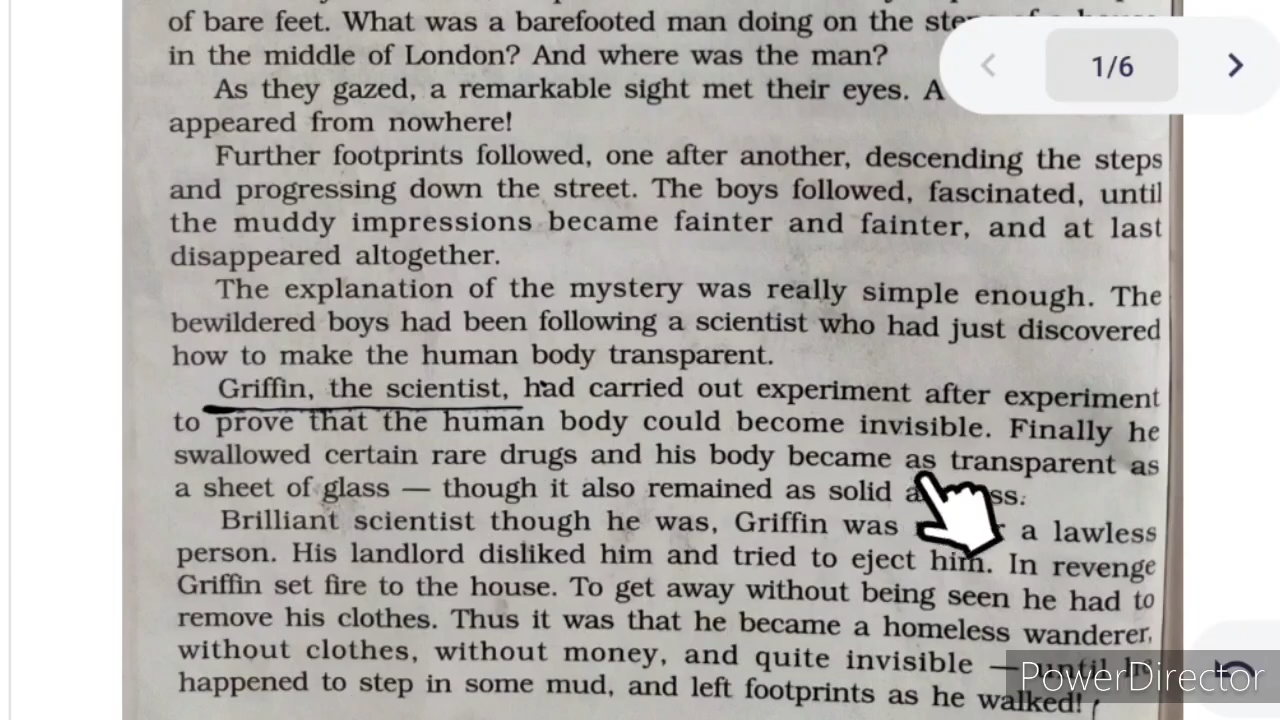 of bare feet. What was a barefooted man doing on the
in the middle of London? And where was the man?
As they gazed, a remarkable sight met their eyes. A
appeared from nowhere!
Further footprints followed, one after another, descending the steps
and progressing down the street. The boys followed, fascinated, until
the muddy impressions became fainter and fainter, and at last
disappeared altogether.
The explanation of the mystery was really simple enough. The
bewildered boys had been following a scientist who had just discovered
how to make the human body transparent.
Griffin, the scientist, had carried out experiment after experiment
to prove that the human body could become invisible. Finally he
swallowed certain rare drugs and his body became as transparent as
a sheet of glass — though it also remained as solid
Brilliant scientist though he was, Griffin was a lawless
person. His landlord disliked him and tried to eject him. In revenge
Griffin set fire to the house. To get away without being seen he had to
remove his clothes. Thus it was that he became a homeless wanderer,
without clothes, without money, and quite invisible —
happened to step in some mud, and left footprints as he walked!
1/6
PowerDirector